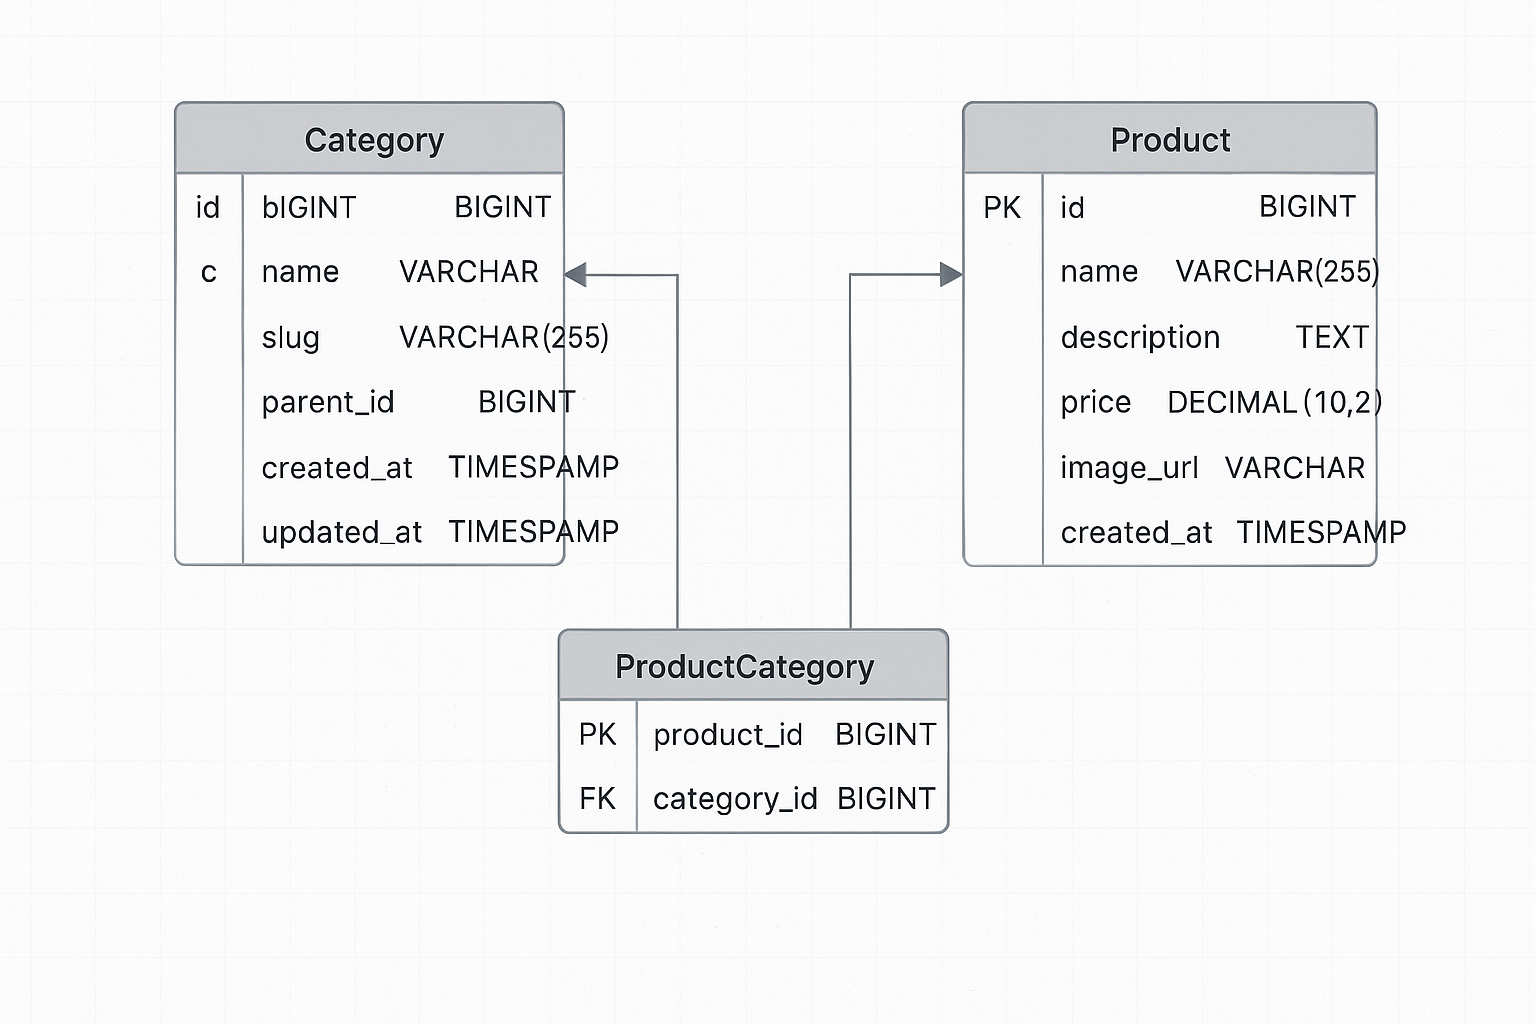 Category
id bIGINT BIGINT
c name VARCHAR
slug VARCHAR(255)
parent_id BIGINT
created_at TIMESPAMP
updated_at TIMESPAMP
Product
PK id BIGINT
name VARCHAR(255)
description TEXT
price DECIMAL(10,2)
image_url VARCHAR
created_at TIMESPAMP
ProductCategory
PK product_id BIGINT
FK category_id BIGINT